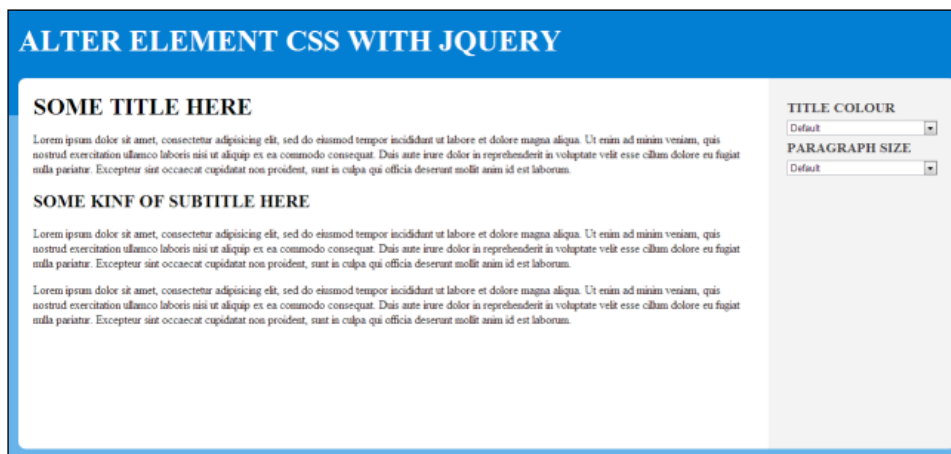 ALTER ELEMENT CSS WITH JQUERY
SOME TITLE HERE
Lorem ipsum dolor sit amet, consectetur adipisicing elit, sed do eiusmod tempor incididunt ut labore et dolore magna aliqua. Ut enim ad minim veniam, quis
nostrud exercitation ullamco laboris nisi ut aliquip ex ea commodo consequat. Duis aute irure dolor in reprehenderit in voluptate velit esse cillum dolore eu fugiat
nulla pariatur. Excepteur sint occaecat cupidatat non proident, sunt in culpa qui officia deserunt mollit anim id est laborum.
SOME KINF OF SUBTITLE HERE
Lorem ipsum dolor sit amet, consectetur adipisicing elit, sed do eiusmod tempor incididunt ut labore et dolore magna aliqua. Ut enim ad minim veniam, quis
nostrud exercitation ullamco laboris nisi ut aliquip ex ea commodo consequat. Duis aute irure dolor in reprehenderit in voluptate velit esse cillum dolore eu fugiat
nulla pariatur. Excepteur sint occaecat cupidatat non proident, sunt in culpa qui officia deserunt mollit anim id est laborum.
Lorem ipsum dolor sit amet, consectetur adipisicing elit, sed do eiusmod tempor incididunt ut labore et dolore magna aliqua. Ut enim ad minim veniam, quis
nostrud exercitation ullamco laboris nisi ut aliquip ex ea commodo consequat. Duis aute irure dolor in reprehenderit in voluptate velit esse cillum dolore eu fugiat
nulla pariatur. Excepteur sint occaecat cupidatat non proident, sunt in culpa qui officia deserunt mollit anim id est laborum.
TITLE COLOUR
Default
PARAGRAPH SIZE
Default